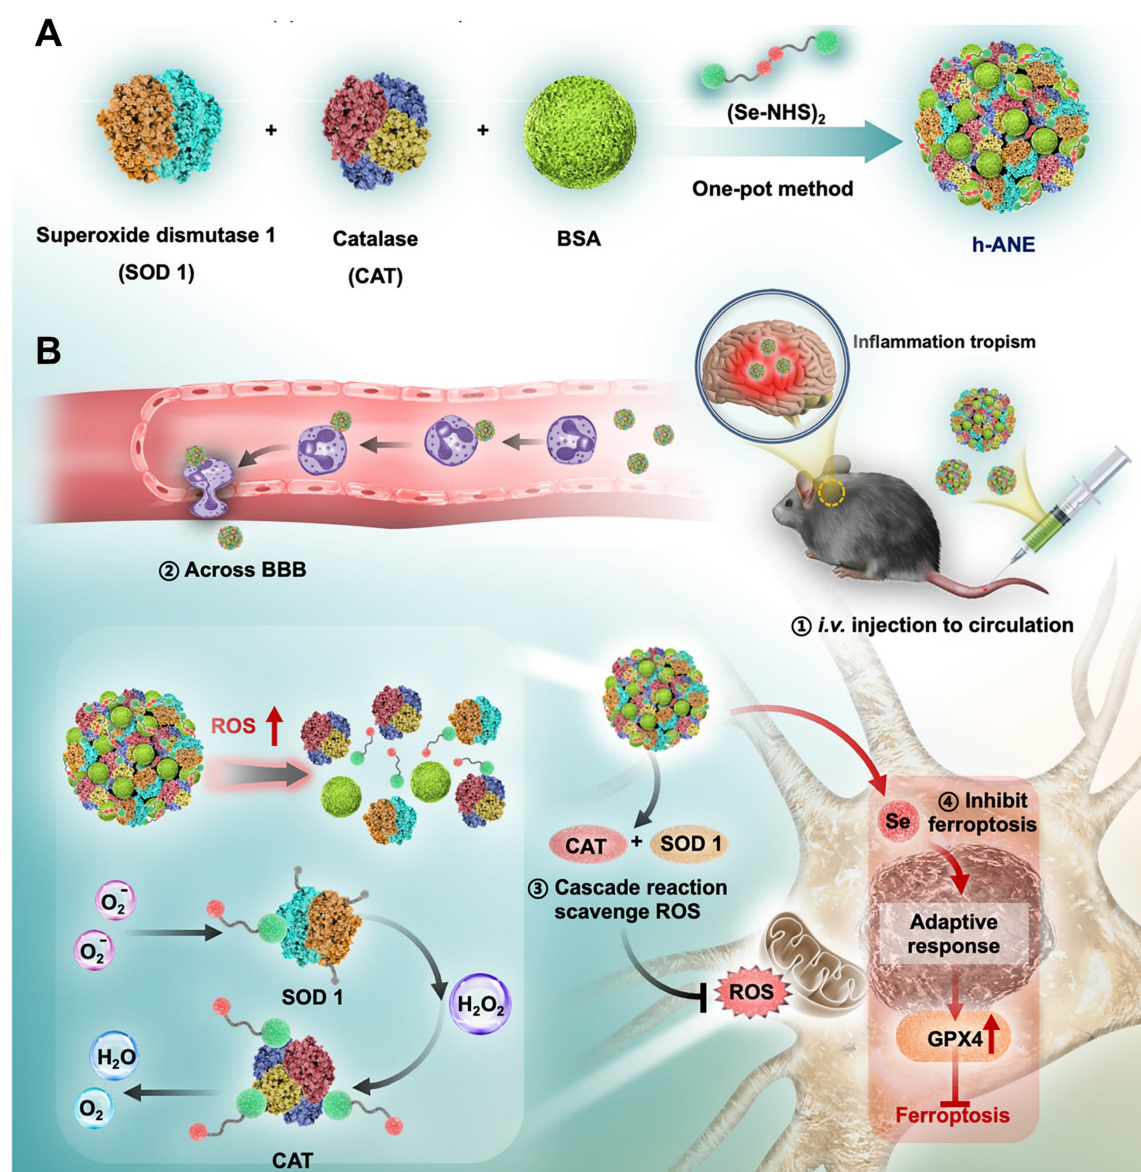 A
+
+
(Se-NHS)₂
One-pot method
Superoxide dismutase 1
(SOD 1)
Catalase
(CAT)
BSA
h-ANE
B
Inflammation tropism
② Across BBB
① i.v. injection to circulation
ROS
O₂⁻
O₂⁻
SOD 1
H₂O₂
H₂O
O₂
CAT
CAT + SOD 1
③ Cascade reaction
scavenge ROS
ROS
Se
④ Inhibit
ferroptosis
Adaptive
response
GPX4
Ferroptosis